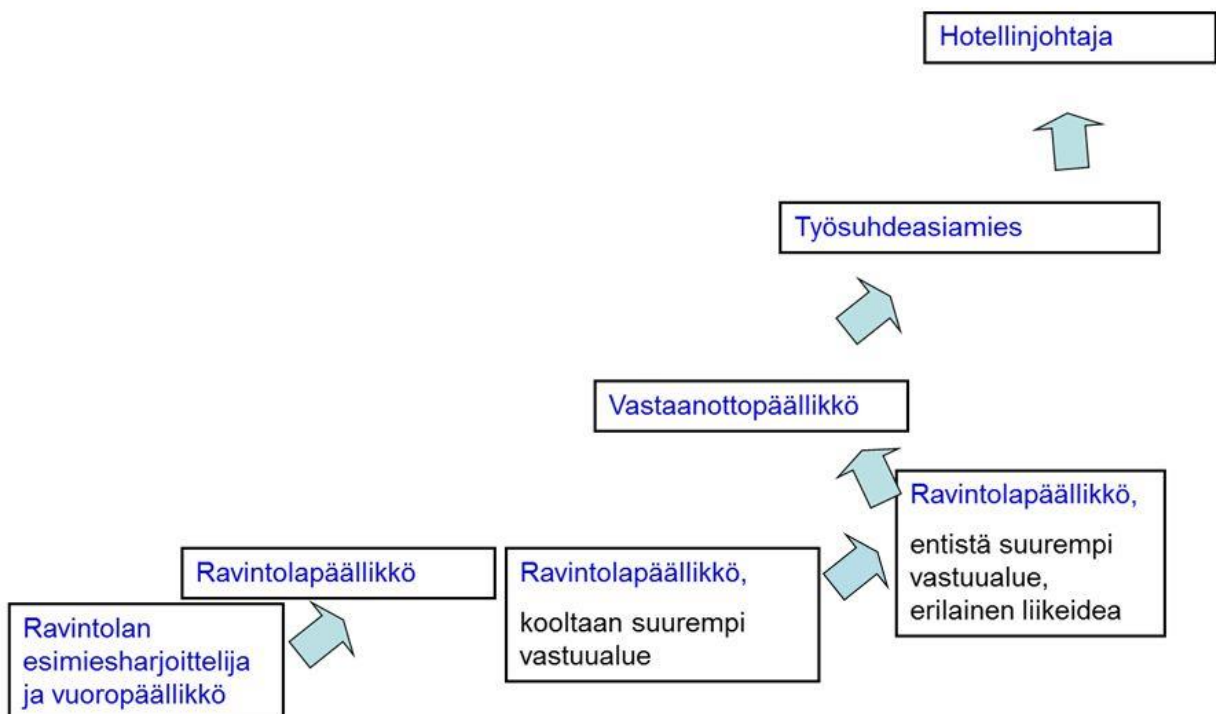 Hotellinjohtaja
Työsuhdeasiamies
Vastaanottopäällikkö
Ravintolapäällikkö,
entistä suurempi
vastuualue,
erilainen liikeidea
Ravintolapäällikkö
Ravintolapäällikkö,
kooltaan suurempi
vastuualue
Ravintolan
esimiesharjoittelija
ja vuoropäällikkö